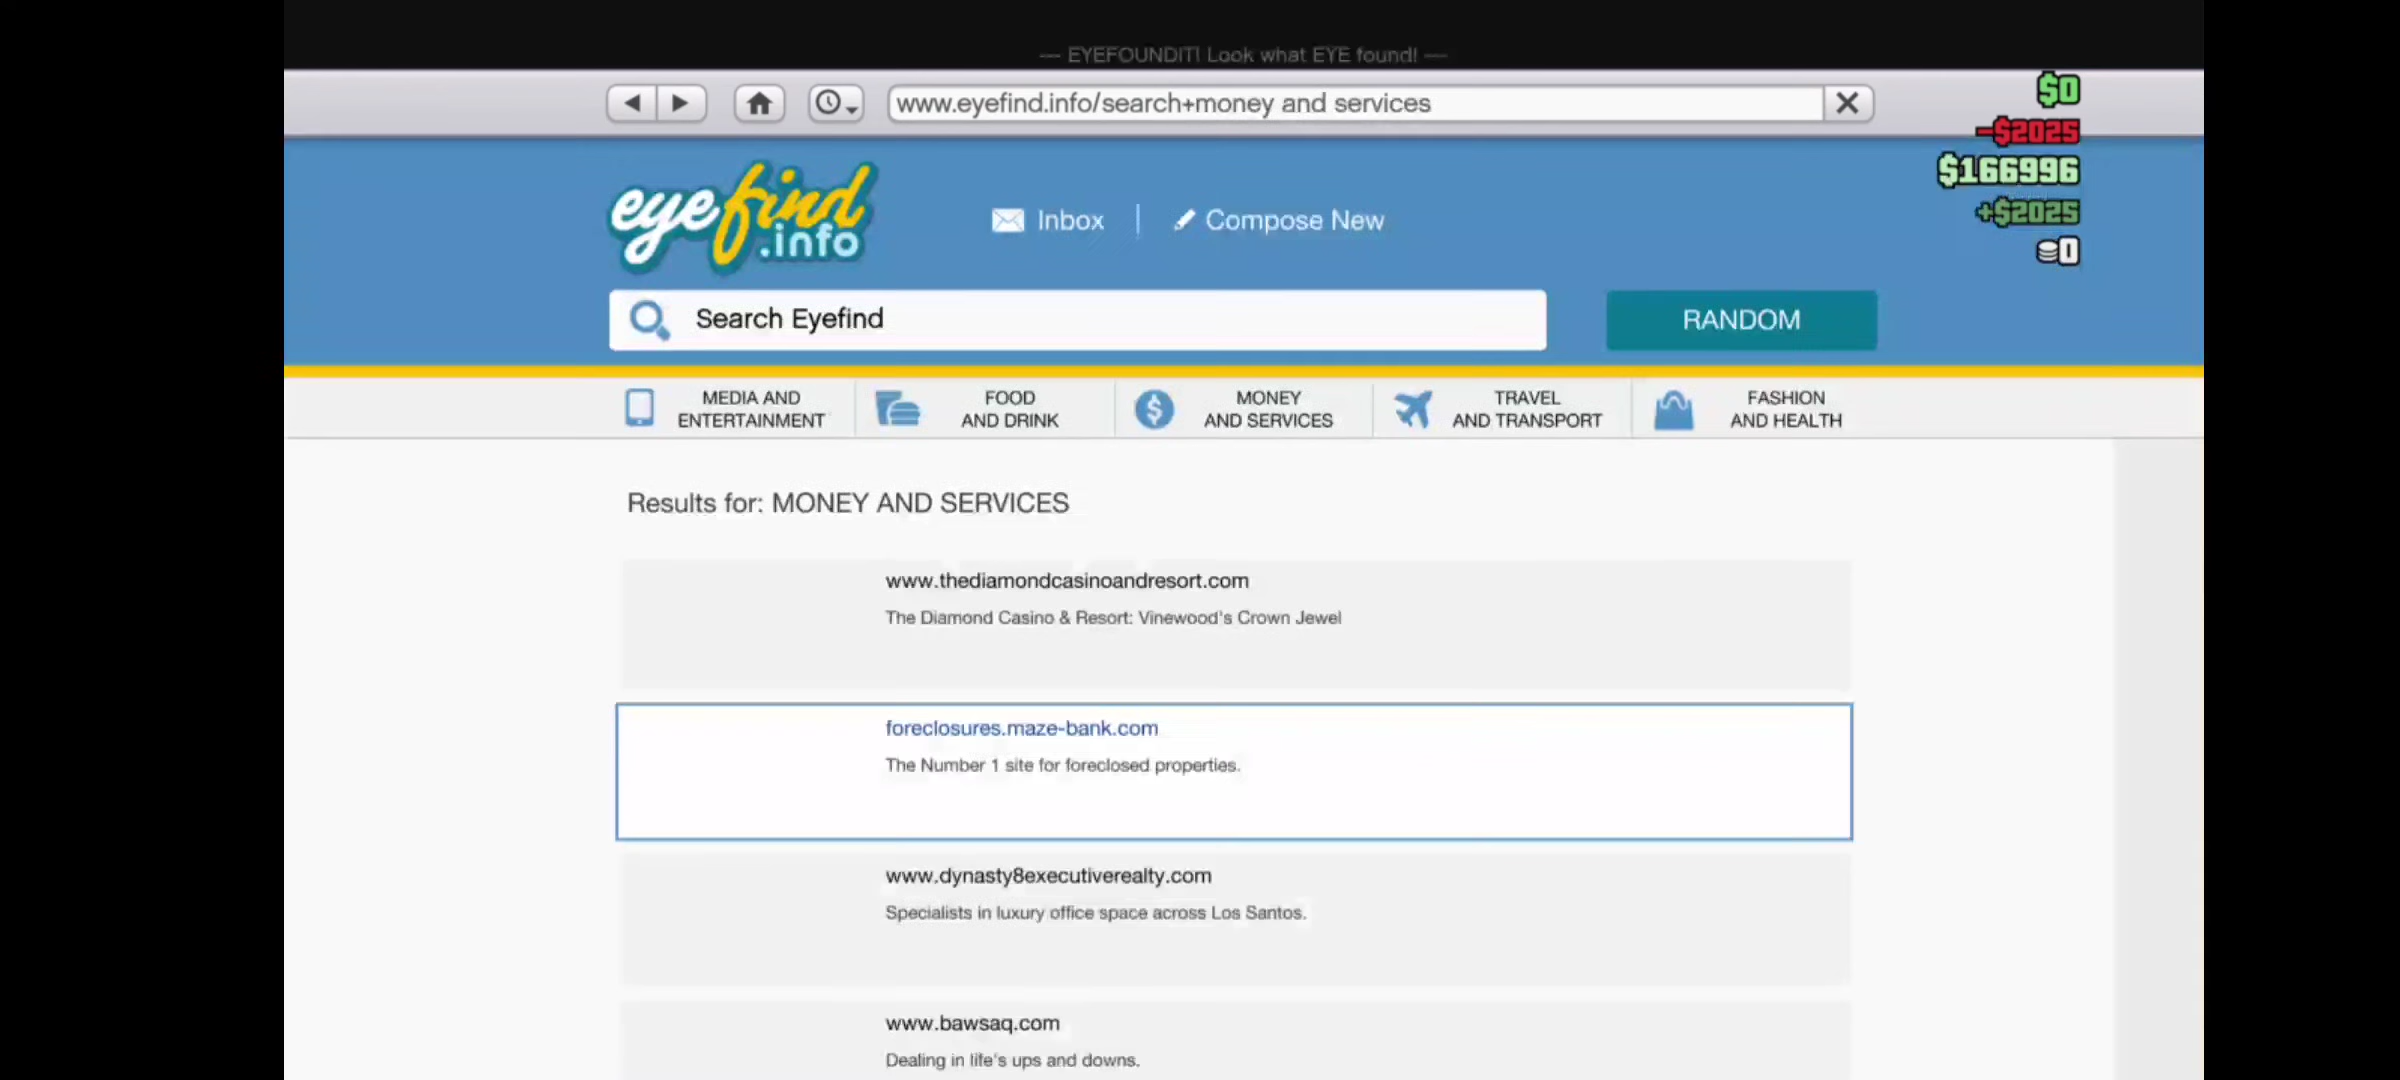 --- EYEFOUNDIT! Look what EYE found! ---
www.eyefind.info/search+money and services
$0
-$2025
$166996
+$2025
0
eyefind
.info
Inbox
Compose New
Search Eyefind
RANDOM
MEDIA AND
ENTERTAINMENT
FOOD
AND DRINK
MONEY
AND SERVICES
TRAVEL
AND TRANSPORT
FASHION
AND HEALTH
Results for: MONEY AND SERVICES
www.thediamondcasinoandresort.com
The Diamond Casino & Resort: Vinewood's Crown Jewel
foreclosures.maze-bank.com
The Number 1 site for foreclosed properties.
www.dynasty8executiverealty.com
Specialists in luxury office space across Los Santos.
www.bawsaq.com
Dealing in life's ups and downs.